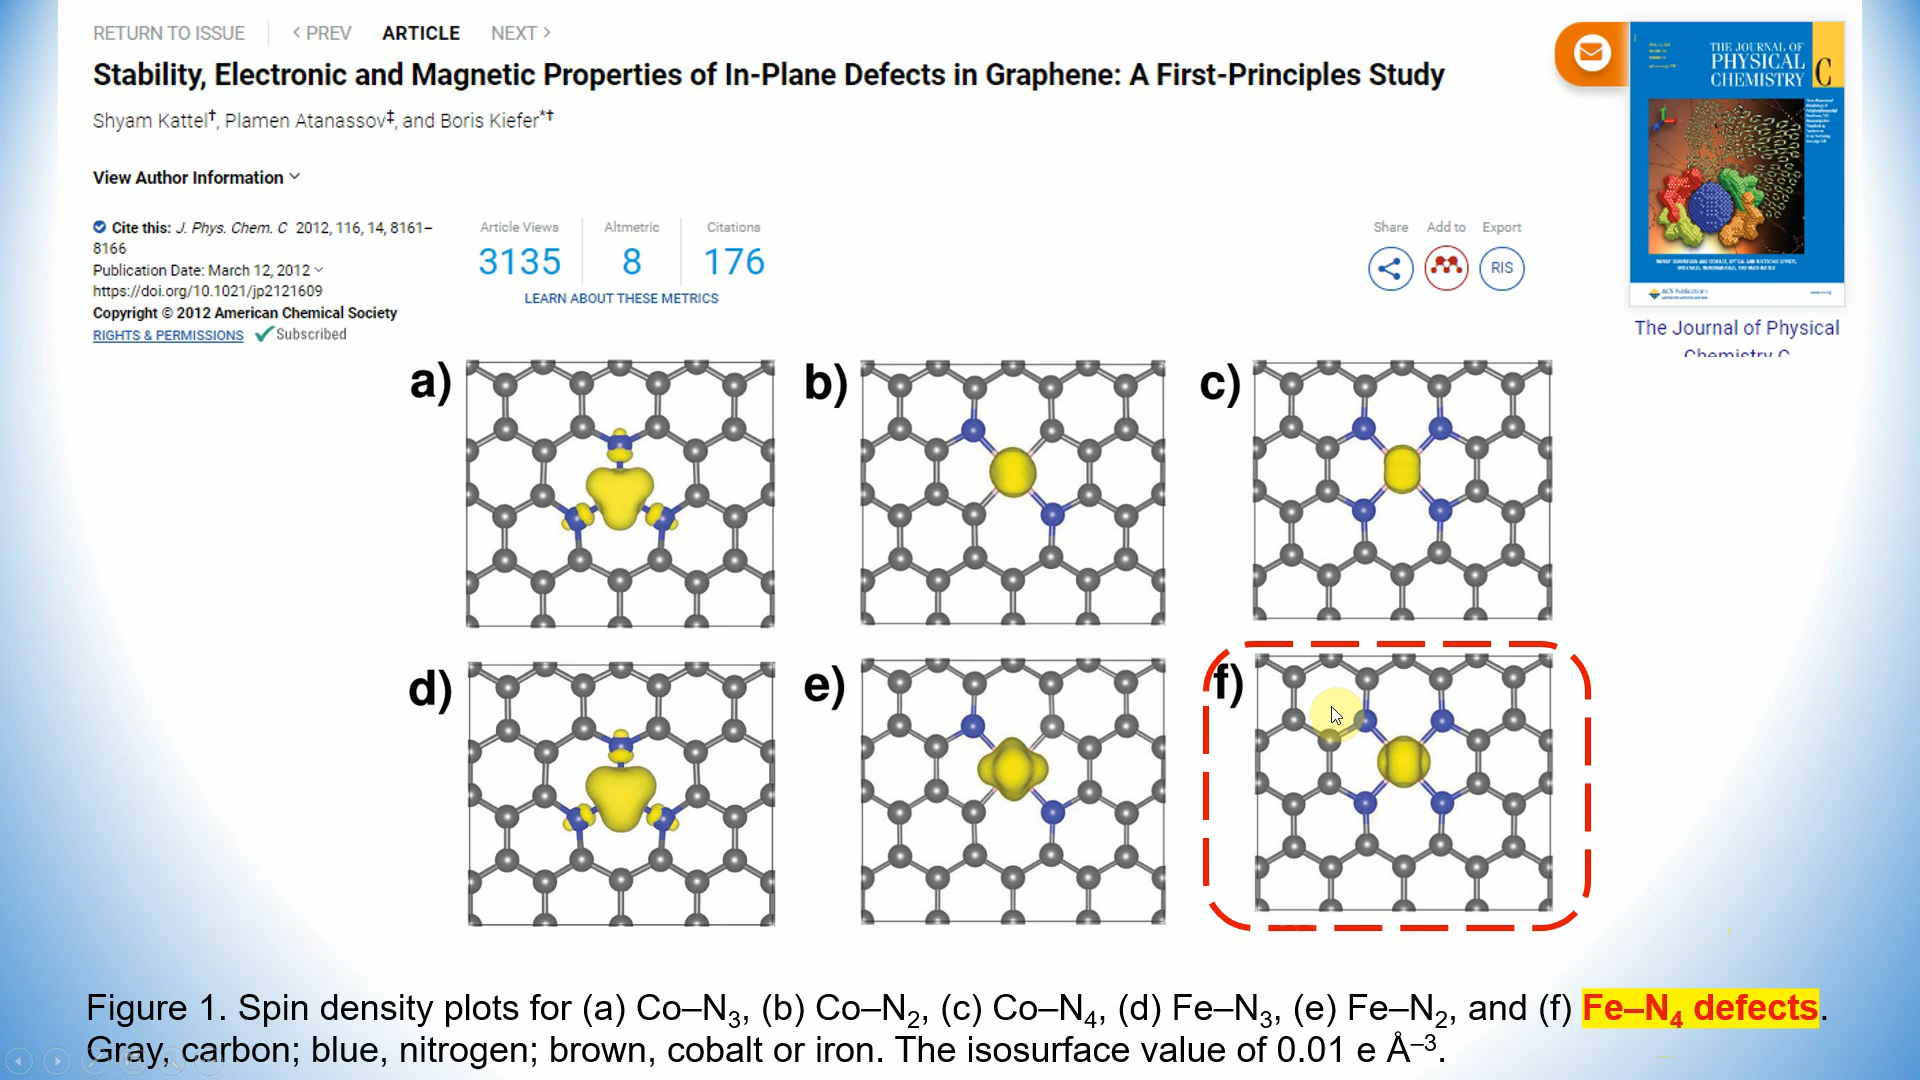 RETURN TO ISSUE < PREV ARTICLE NEXT >
Stability, Electronic and Magnetic Properties of In-Plane Defects in Graphene: A First-Principles Study
Shyam Kattel†, Plamen Atanassov‡, and Boris Kiefer*†
View Author Information
Cite this: J. Phys. Chem. C 2012, 116, 14, 8161–
8166
Publication Date: March 12, 2012
https://doi.org/10.1021/jp2121609
Copyright © 2012 American Chemical Society
RIGHTS & PERMISSIONS Subscribed
Article Views Altmetric Citations
3135 8 176
LEARN ABOUT THESE METRICS
Share Add to Export
RIS
THE JOURNAL OF
PHYSICAL
CHEMISTRY C
ACS Publications
The Journal of Physical
Chemistry C
a) b) c)
d) e) f)
Figure 1. Spin density plots for (a) Co–N₃, (b) Co–N₂, (c) Co–N₄, (d) Fe–N₃, (e) Fe–N₂, and (f) Fe–N₄ defects.
Gray, carbon; blue, nitrogen; brown, cobalt or iron. The isosurface value of 0.01 e Å⁻³.